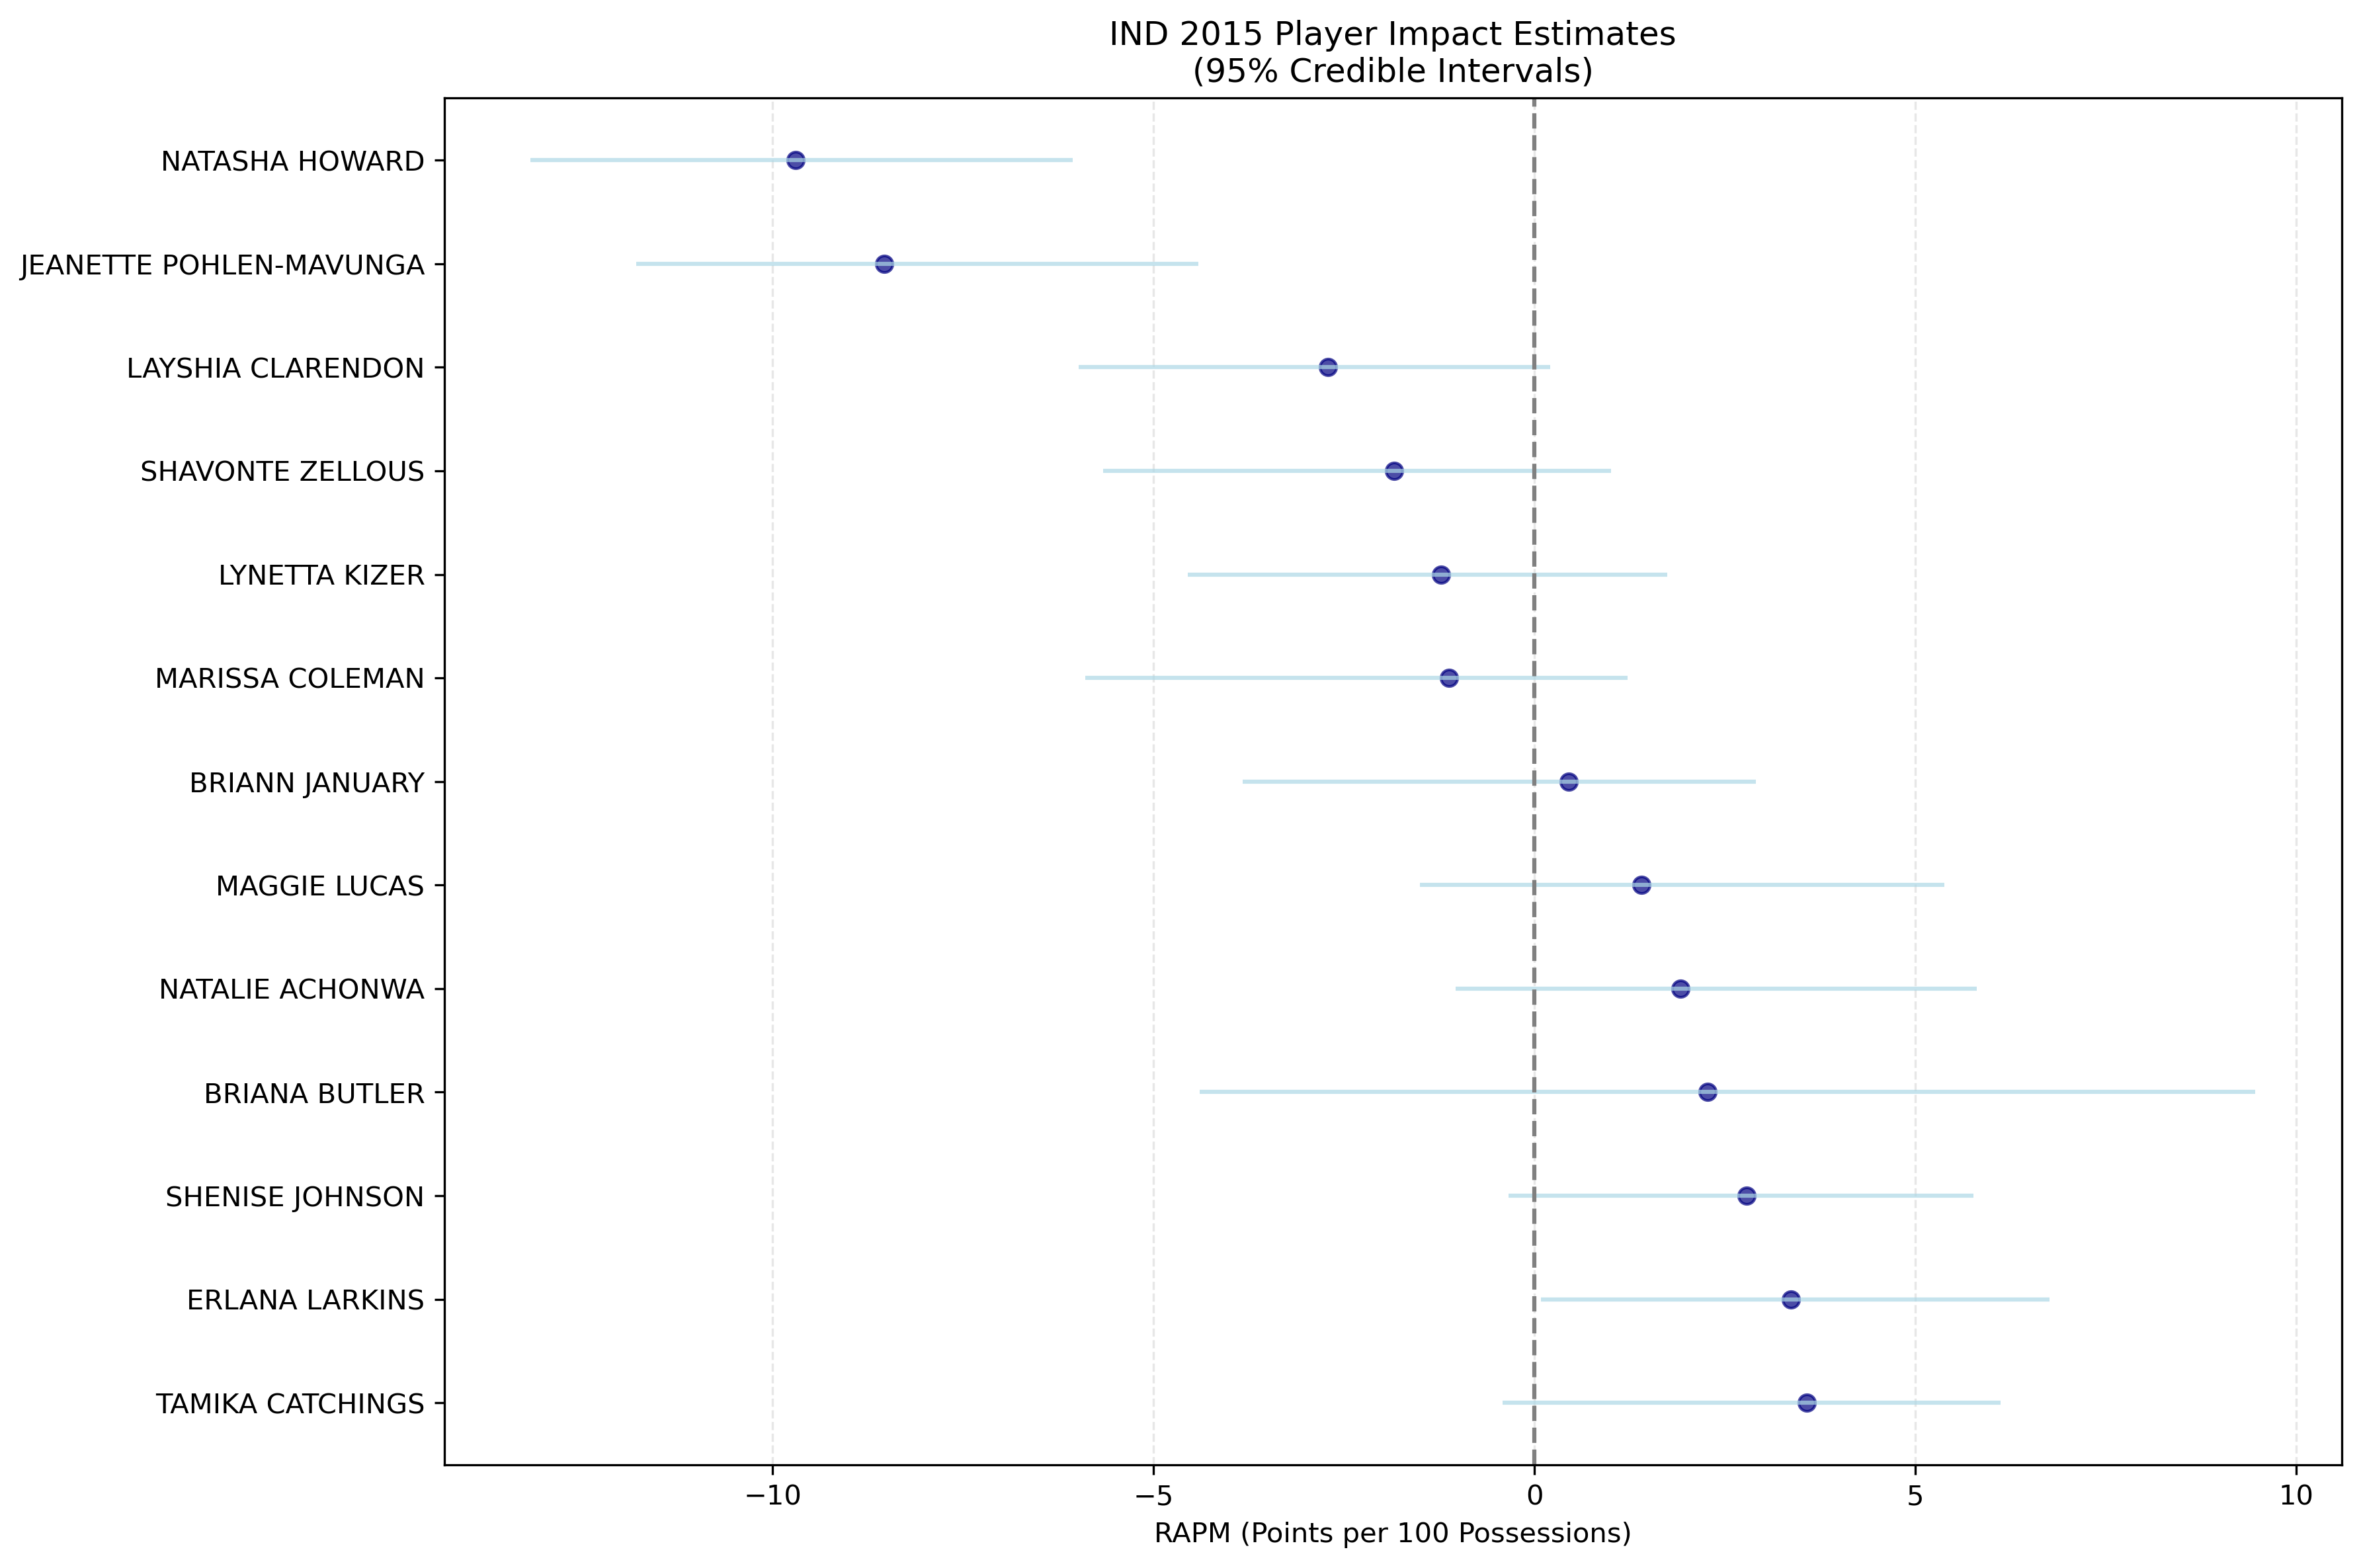 IND 2015 Player Impact Estimates
(95% Credible Intervals)
NATASHA HOWARD
JEANETTE POHLEN-MAVUNGA
LAYSHIA CLARENDON
SHAVONTE ZELLOUS
LYNETTA KIZER
MARISSA COLEMAN
BRIANN JANUARY
MAGGIE LUCAS
NATALIE ACHONWA
BRIANA BUTLER
SHENISE JOHNSON
ERLANA LARKINS
TAMIKA CATCHINGS
−10 −5 0 5 10
RAPM (Points per 100 Possessions)